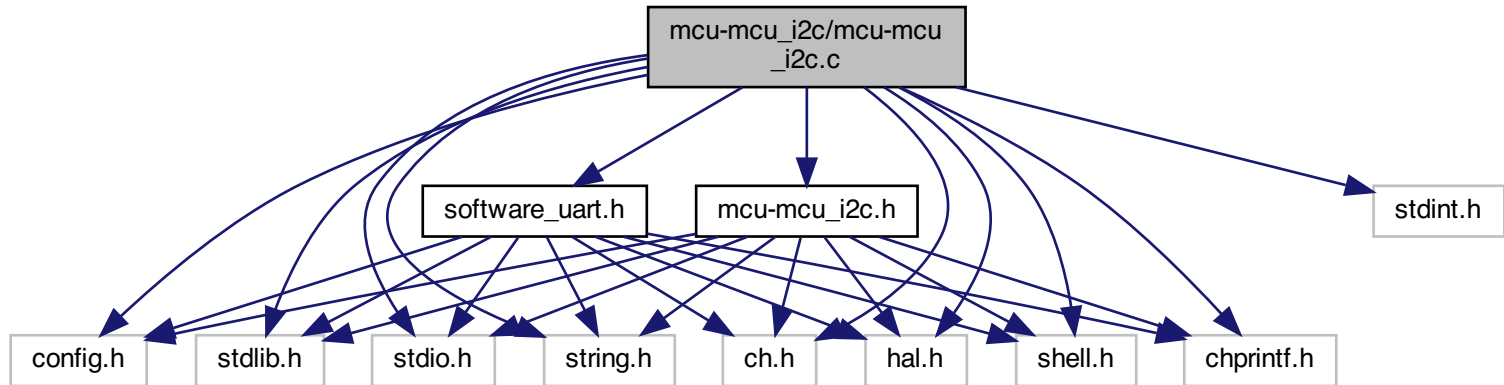 mcu-mcu_i2c/mcu-mcu
_i2c.c
software_uart.h
mcu-mcu_i2c.h
stdint.h
config.h
stdlib.h
stdio.h
string.h
ch.h
hal.h
shell.h
chprintf.h